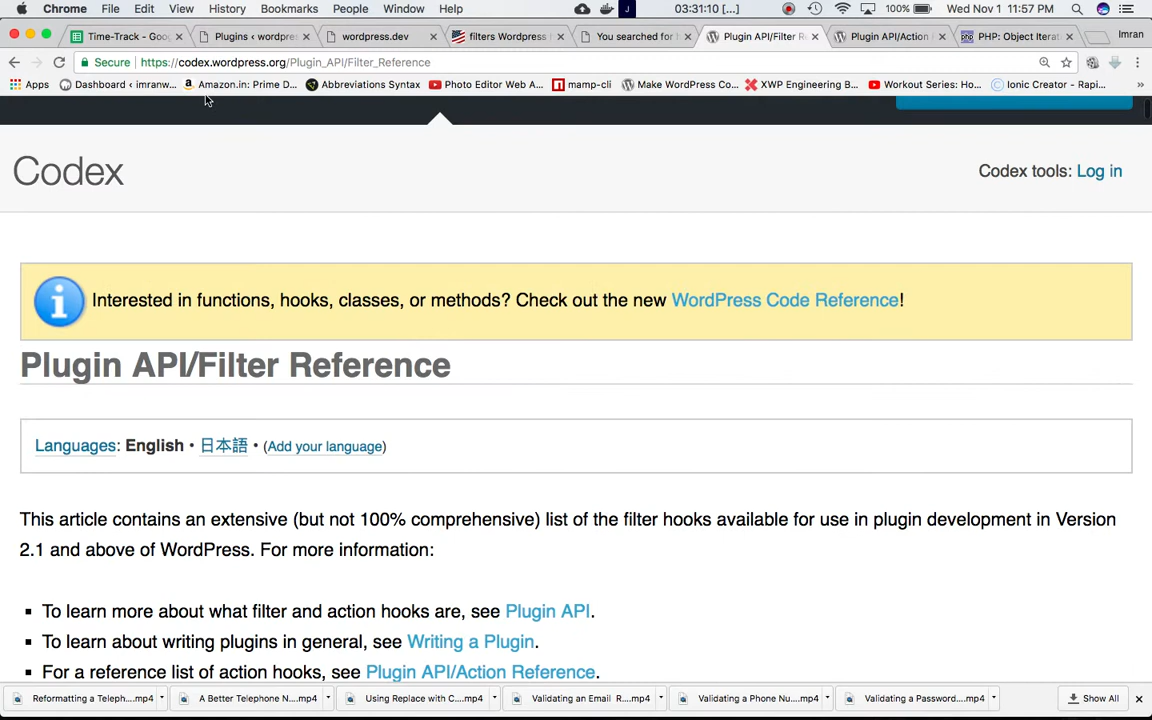 Chrome File Edit View History Bookmarks People Window Help 03:31:10 [...] 100% Wed Nov 1 11:57 PM
Time-Track - Goo Plugins ‹ wordpres wordpress.dev filters Wordpress You searched for Plugin API/Filter R Plugin API/Action PHP: Object Iterati Imran
Secure https://codex.wordpress.org/Plugin_API/Filter_Reference
Apps Dashboard ‹ imranw... Amazon.in: Prime D... Abbreviations Syntax Photo Editor Web A... mamp-cli Make WordPress Co... XWP Engineering B... Workout Series: Ho... Ionic Creator - Rapi... »
Codex
Codex tools: Log in
Interested in functions, hooks, classes, or methods? Check out the new WordPress Code Reference!
Plugin API/Filter Reference
Languages: English • 日本語 • (Add your language)
This article contains an extensive (but not 100% comprehensive) list of the filter hooks available for use in plugin development in Version
2.1 and above of WordPress. For more information:
To learn more about what filter and action hooks are, see Plugin API.
To learn about writing plugins in general, see Writing a Plugin.
For a reference list of action hooks, see Plugin API/Action Reference.
Reformatting a Teleph....mp4 A Better Telephone N....mp4 Using Replace with C....mp4 Validating an Email R....mp4 Validating a Phone Nu....mp4 Validating a Password....mp4 Show All